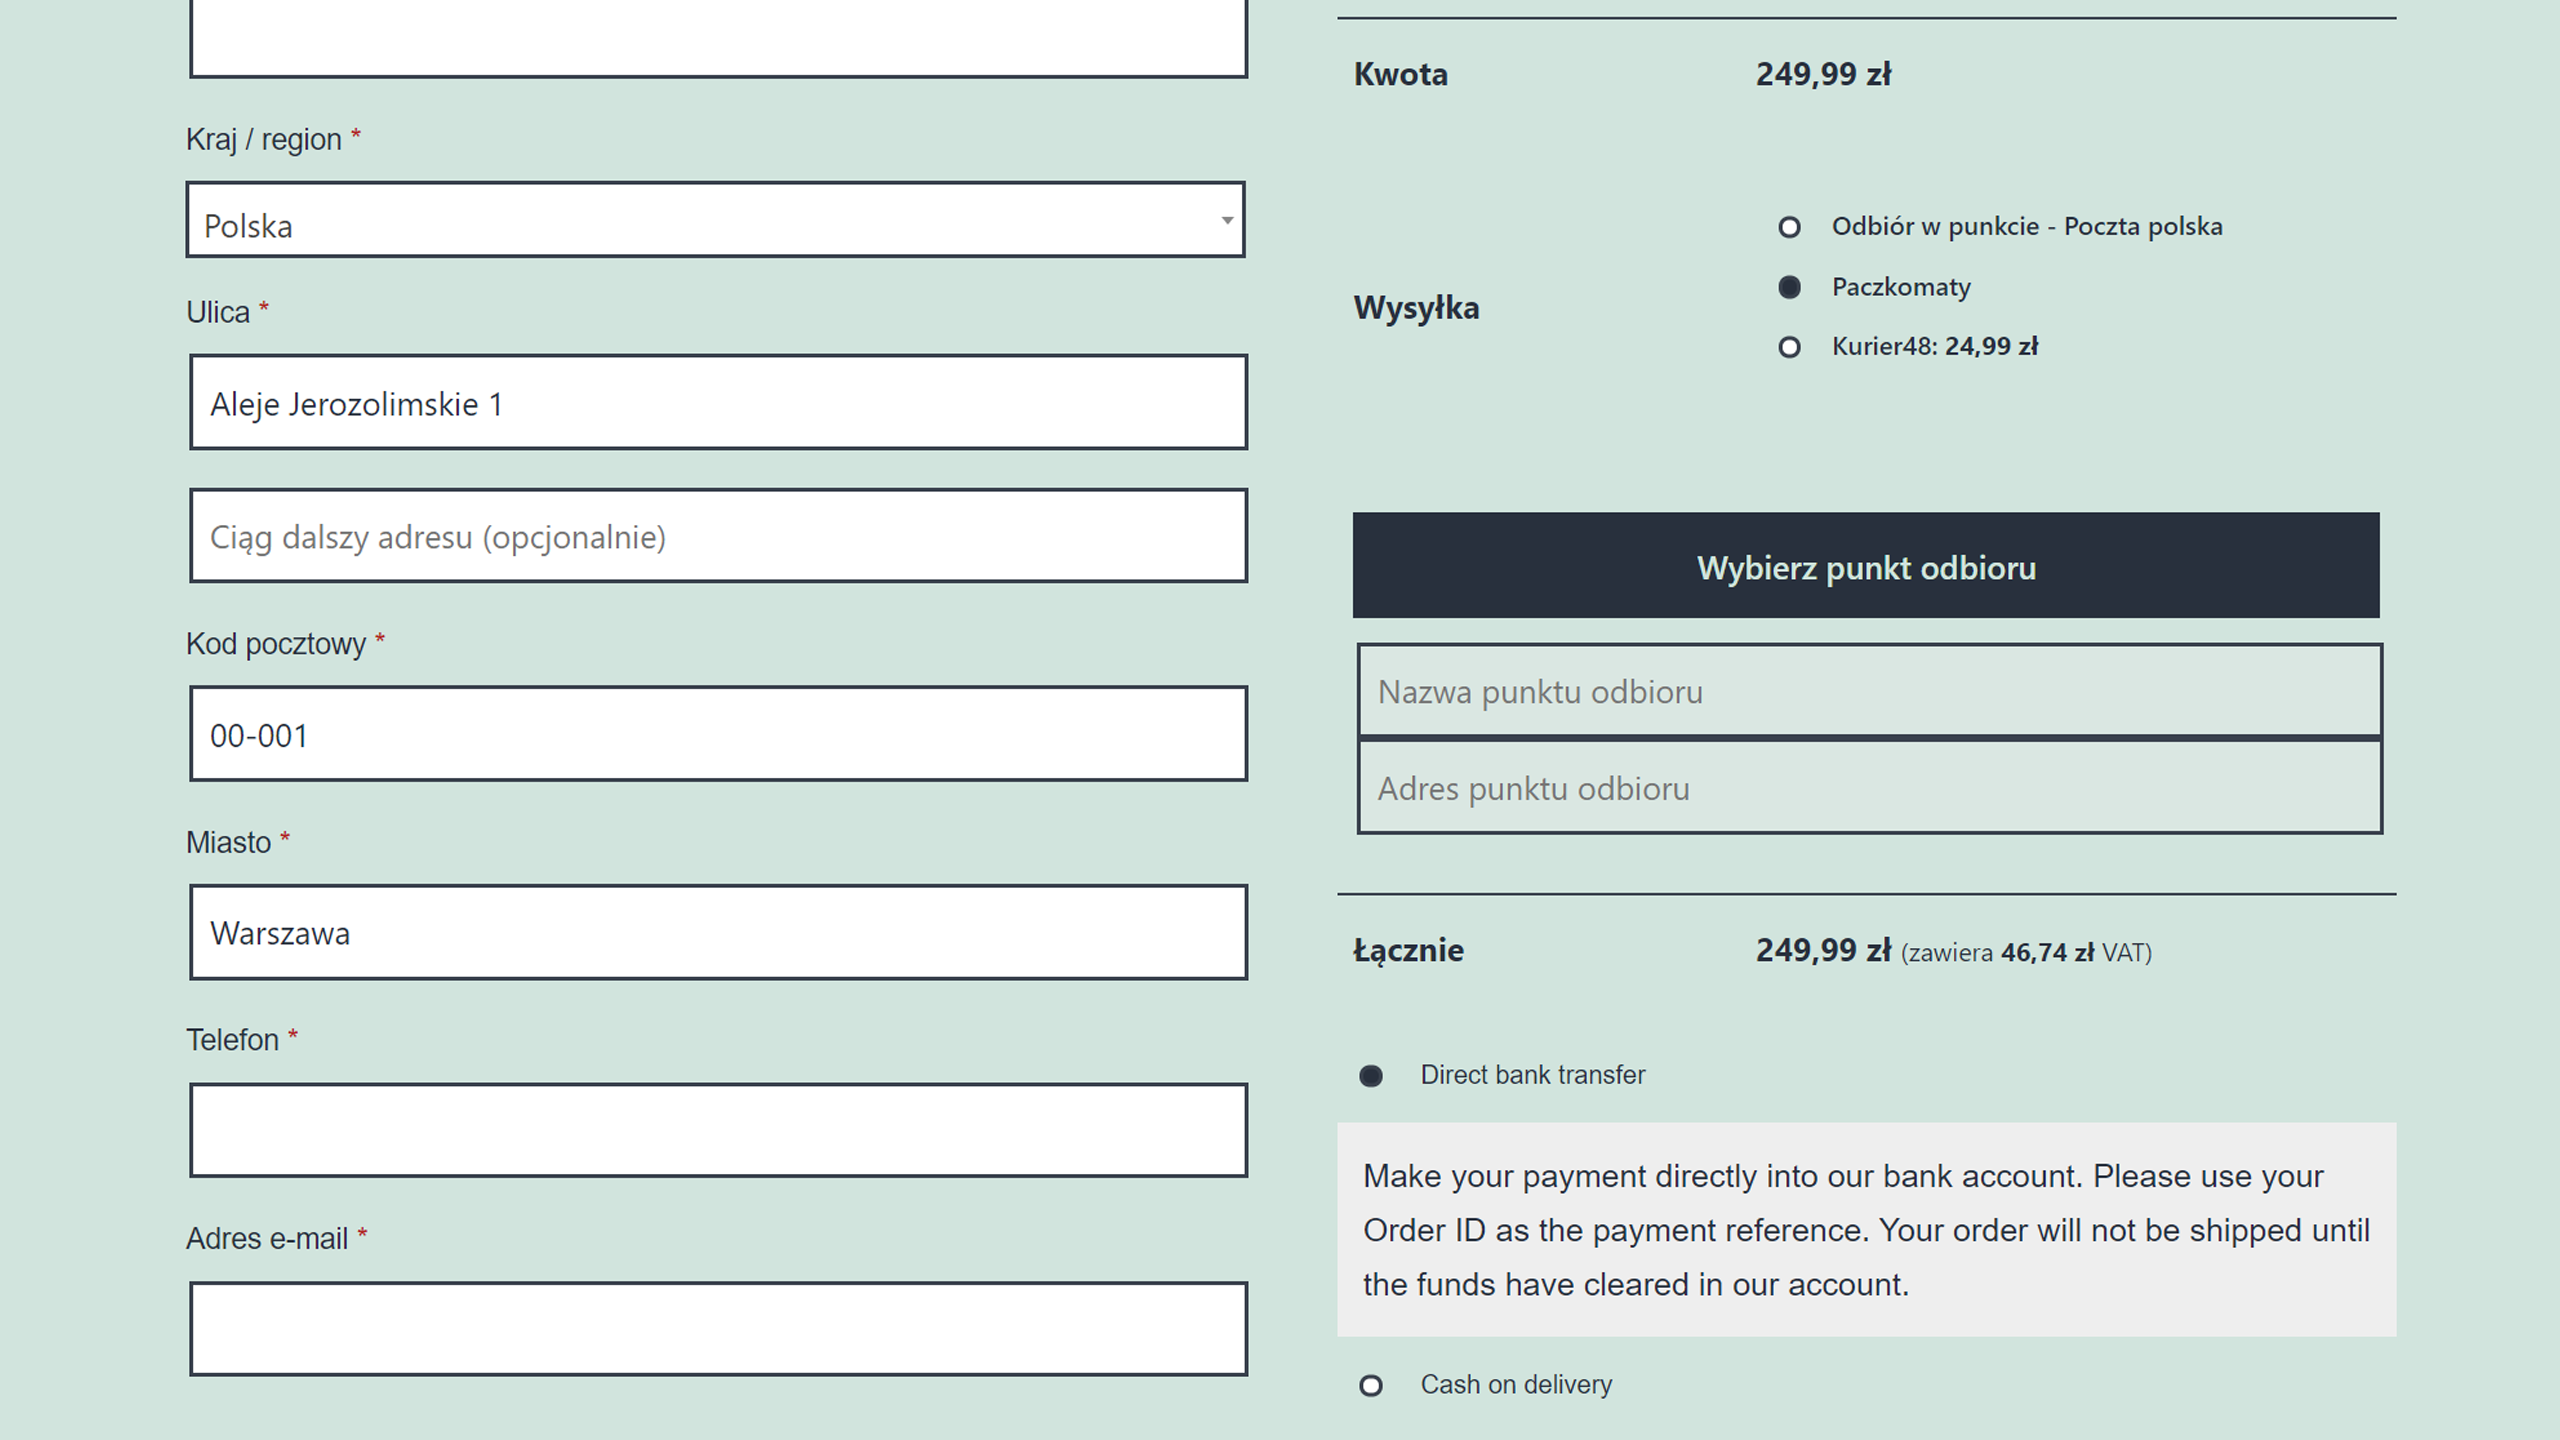 Kraj / region *
Polska
Ulica *
Aleje Jerozolimskie 1
Ciąg dalszy adresu (opcjonalnie)
Kod pocztowy *
00-001
Miasto *
Warszawa
Telefon *
Adres e-mail *
Kwota 249,99 zł
Wysyłka
Odbiór w punkcie - Poczta polska
Paczkomaty
Kurier48: 24,99 zł
Wybierz punkt odbioru
Nazwa punktu odbioru
Adres punktu odbioru
Łącznie 249,99 zł (zawiera 46,74 zł VAT)
Direct bank transfer
Make your payment directly into our bank account. Please use your
Order ID as the payment reference. Your order will not be shipped until
the funds have cleared in our account.
Cash on delivery